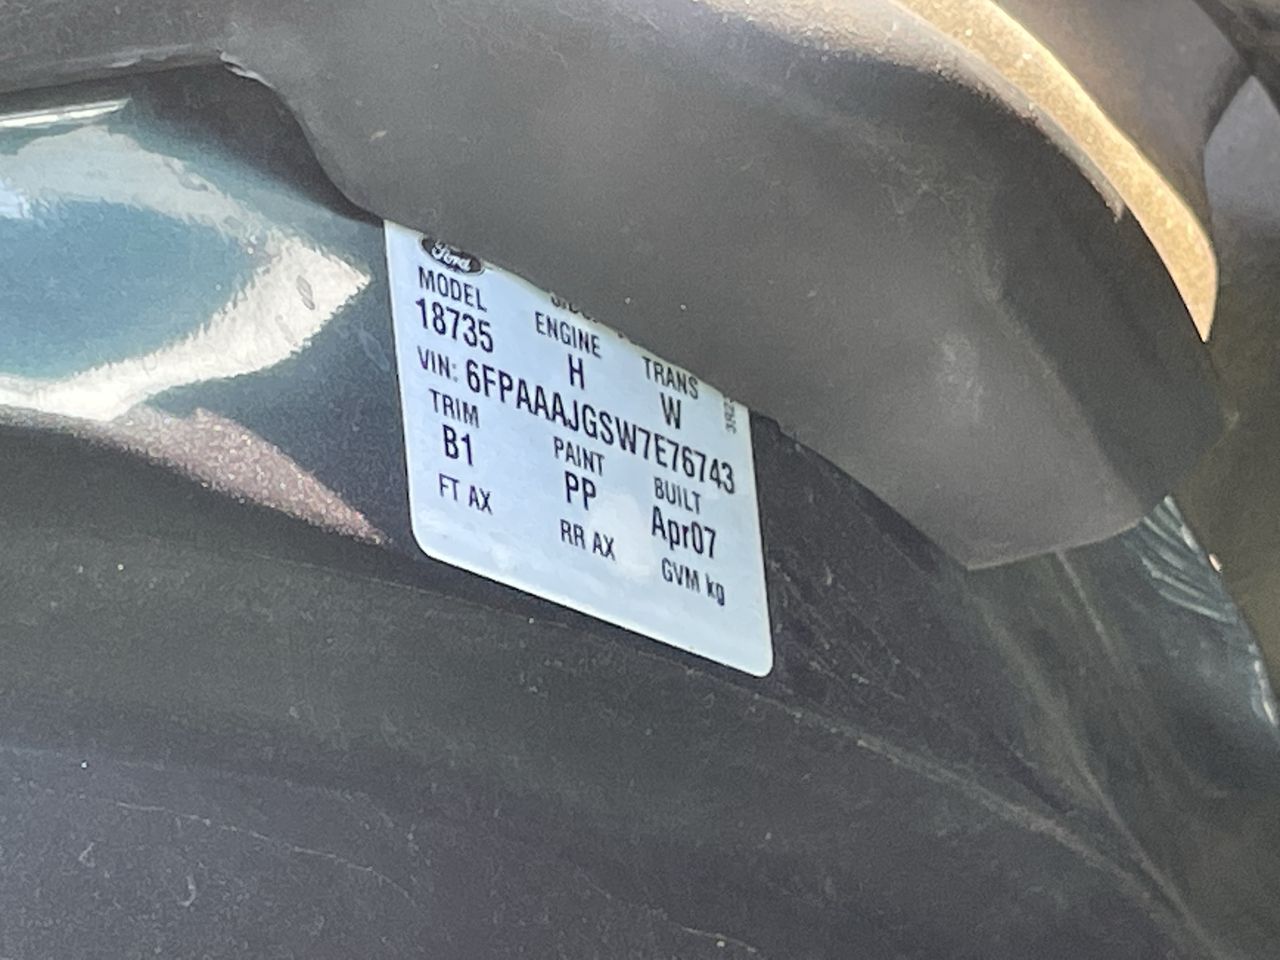 Ford
MODEL ENGINE TRANS
18735 H W
VIN: 6FPAAAJGSW7E76743
TRIM PAINT BUILT
B1 PP Apr07
FT AX RR AX GVM kg